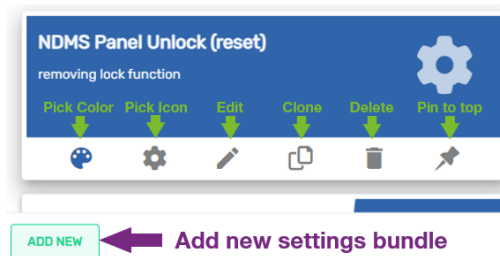 NDMS Panel Unlock (reset)
removing lock function
Pick Color Pick Icon Edit Clone Delete Pin to top
ADD NEW Add new settings bundle